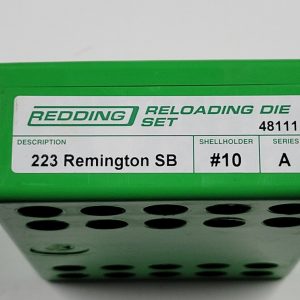 REDDING RELOADING DIE
SET 48111
DESCRIPTION SHELLHOLDER SERIES
223 Remington SB #10 A